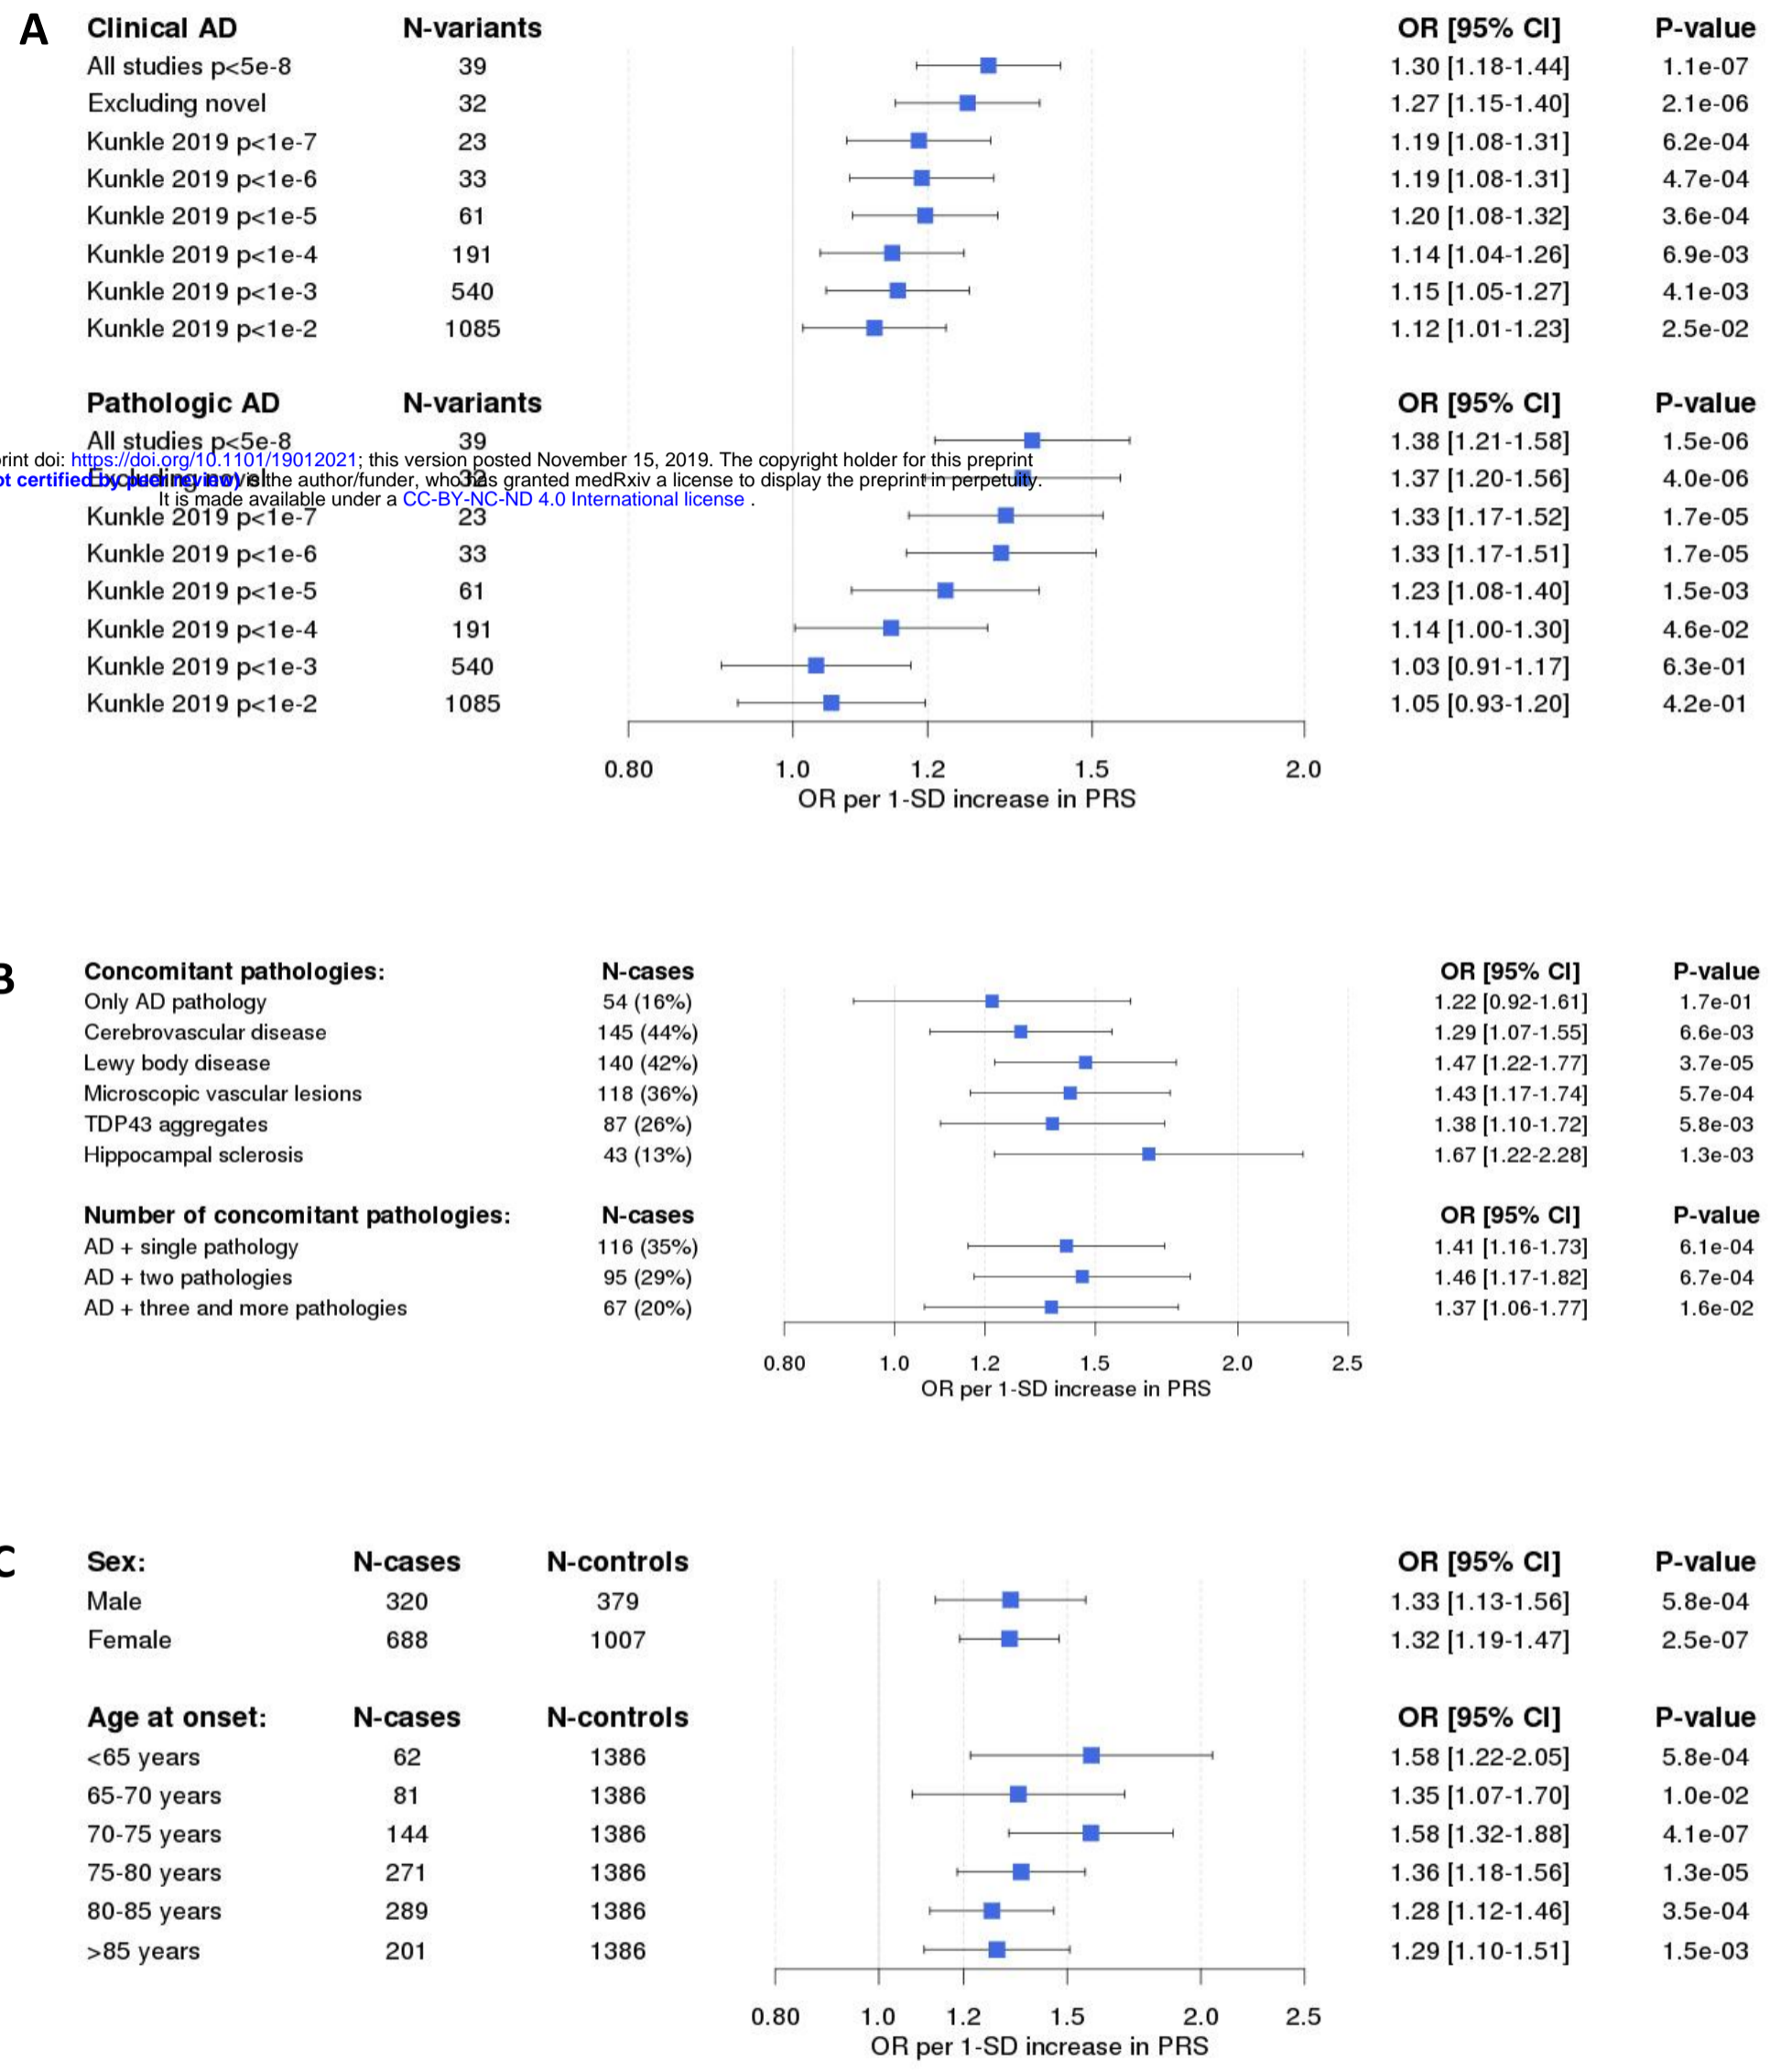 A Clinical AD N-variants OR [95% CI] P-value
All studies p<5e-8 39 1.30 [1.18-1.44] 1.1e-07
Excluding novel 32 1.27 [1.15-1.40] 2.1e-06
Kunkle 2019 p<1e-7 23 1.19 [1.08-1.31] 6.2e-04
Kunkle 2019 p<1e-6 33 1.19 [1.08-1.31] 4.7e-04
Kunkle 2019 p<1e-5 61 1.20 [1.08-1.32] 3.6e-04
Kunkle 2019 p<1e-4 191 1.14 [1.04-1.26] 6.9e-03
Kunkle 2019 p<1e-3 540 1.15 [1.05-1.27] 4.1e-03
Kunkle 2019 p<1e-2 1085 1.12 [1.01-1.23] 2.5e-02
Pathologic AD N-variants OR [95% CI] P-value
All studies p<5e-8 39 1.38 [1.21-1.58] 1.5e-06
rint doi: https://doi.org/10.1101/19012021; this version posted November 15, 2019. The copyright holder for this preprint
ot certified by peer review) is the author/funder, who has granted medRxiv a license to display the preprint in perpetuity.
Excluding novel 32 1.37 [1.20-1.56] 4.0e-06
It is made available under a CC-BY-NC-ND 4.0 International license .
Kunkle 2019 p<1e-7 23 1.33 [1.17-1.52] 1.7e-05
Kunkle 2019 p<1e-6 33 1.33 [1.17-1.51] 1.7e-05
Kunkle 2019 p<1e-5 61 1.23 [1.08-1.40] 1.5e-03
Kunkle 2019 p<1e-4 191 1.14 [1.00-1.30] 4.6e-02
Kunkle 2019 p<1e-3 540 1.03 [0.91-1.17] 6.3e-01
Kunkle 2019 p<1e-2 1085 1.05 [0.93-1.20] 4.2e-01
0.80 1.0 1.2 1.5 2.0
OR per 1-SD increase in PRS
B Concomitant pathologies: N-cases OR [95% CI] P-value
Only AD pathology 54 (16%) 1.22 [0.92-1.61] 1.7e-01
Cerebrovascular disease 145 (44%) 1.29 [1.07-1.55] 6.6e-03
Lewy body disease 140 (42%) 1.47 [1.22-1.77] 3.7e-05
Microscopic vascular lesions 118 (36%) 1.43 [1.17-1.74] 5.7e-04
TDP43 aggregates 87 (26%) 1.38 [1.10-1.72] 5.8e-03
Hippocampal sclerosis 43 (13%) 1.67 [1.22-2.28] 1.3e-03
Number of concomitant pathologies: N-cases OR [95% CI] P-value
AD + single pathology 116 (35%) 1.41 [1.16-1.73] 6.1e-04
AD + two pathologies 95 (29%) 1.46 [1.17-1.82] 6.7e-04
AD + three and more pathologies 67 (20%) 1.37 [1.06-1.77] 1.6e-02
0.80 1.0 1.2 1.5 2.0 2.5
OR per 1-SD increase in PRS
C Sex: N-cases N-controls OR [95% CI] P-value
Male 320 379 1.33 [1.13-1.56] 5.8e-04
Female 688 1007 1.32 [1.19-1.47] 2.5e-07
Age at onset: N-cases N-controls OR [95% CI] P-value
<65 years 62 1386 1.58 [1.22-2.05] 5.8e-04
65-70 years 81 1386 1.35 [1.07-1.70] 1.0e-02
70-75 years 144 1386 1.58 [1.32-1.88] 4.1e-07
75-80 years 271 1386 1.36 [1.18-1.56] 1.3e-05
80-85 years 289 1386 1.28 [1.12-1.46] 3.5e-04
>85 years 201 1386 1.29 [1.10-1.51] 1.5e-03
0.80 1.0 1.2 1.5 2.0 2.5
OR per 1-SD increase in PRS